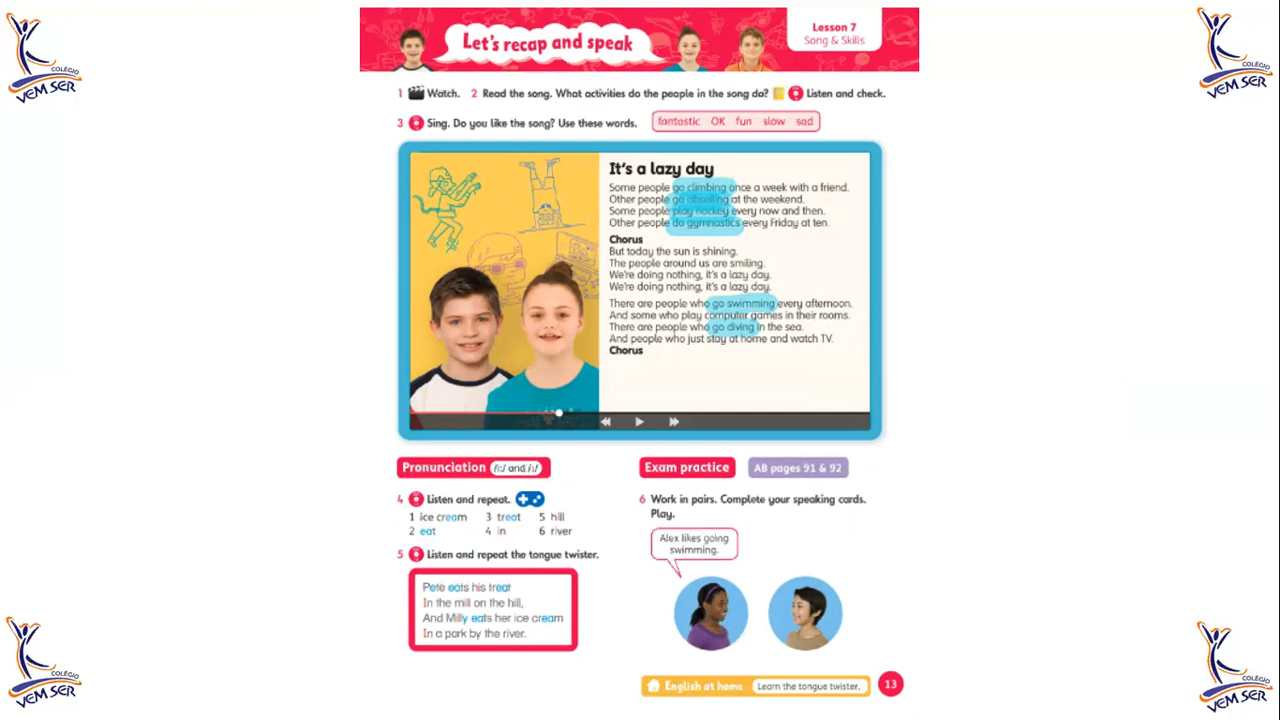 Let's recap and speak
Lesson 7
Song & Skills
1 Watch. 2 Read the song. What activities do the people in the song do? Listen and check.
3 Sing. Do you like the song? Use these words. fantastic OK fun slow sad
It's a lazy day
Some people go climbing once a week with a friend.
Other people go abseiling at the weekend.
Some people play hockey every now and then.
Other people do gymnastics every Friday at ten.
Chorus
But today the sun is shining.
The people around us are smiling.
We're doing nothing, it's a lazy day.
We're doing nothing, it's a lazy day.
There are people who go swimming every afternoon.
And some who play computer games in their rooms.
There are people who go diving in the sea.
And people who just stay at home and watch TV.
Chorus
Pronunciation /iː/ and /ɪ/
4 Listen and repeat.
1 ice cream 3 treat 5 hill
2 eat 4 in 6 river
5 Listen and repeat the tongue twister.
Pete eats his treat
In the mill on the hill,
And Milly eats her ice cream
In a park by the river.
Exam practice AB pages 91 & 92
6 Work in pairs. Complete your speaking cards.
Play.
Alex likes going
swimming.
English at home Learn the tongue twister. 13
COLÉGIO
VEM SER
COLÉGIO
VEM SER
COLÉGIO
VEM SER
COLÉGIO
VEM SER